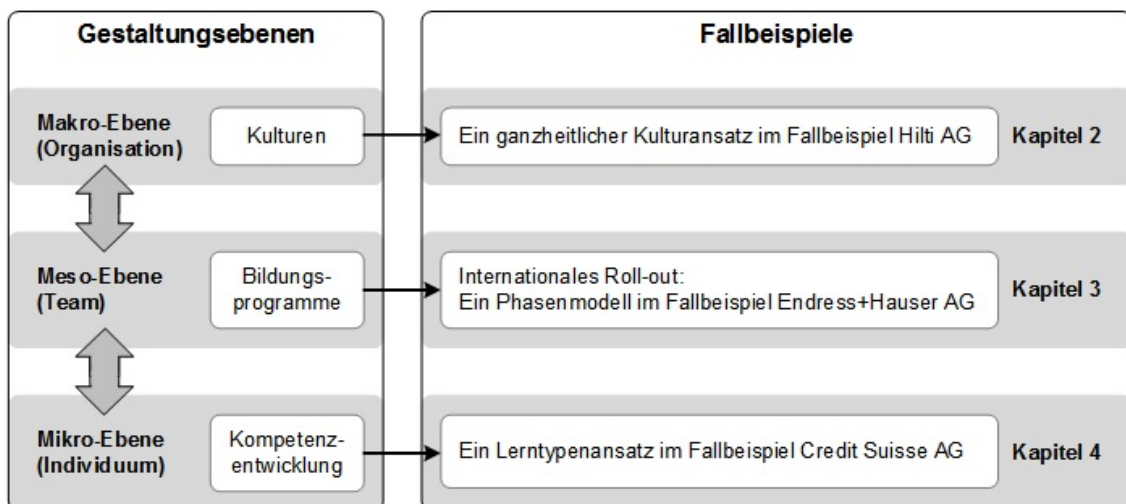 Gestaltungsebenen
Fallbeispiele
Makro-Ebene
(Organisation)
Kulturen
Ein ganzheitlicher Kulturansatz im Fallbeispiel Hilti AG
Kapitel 2
Meso-Ebene
(Team)
Bildungs-
programme
Internationales Roll-out:
Ein Phasenmodell im Fallbeispiel Endress+Hauser AG
Kapitel 3
Mikro-Ebene
(Individuum)
Kompetenz-
entwicklung
Ein Lerntypenansatz im Fallbeispiel Credit Suisse AG
Kapitel 4